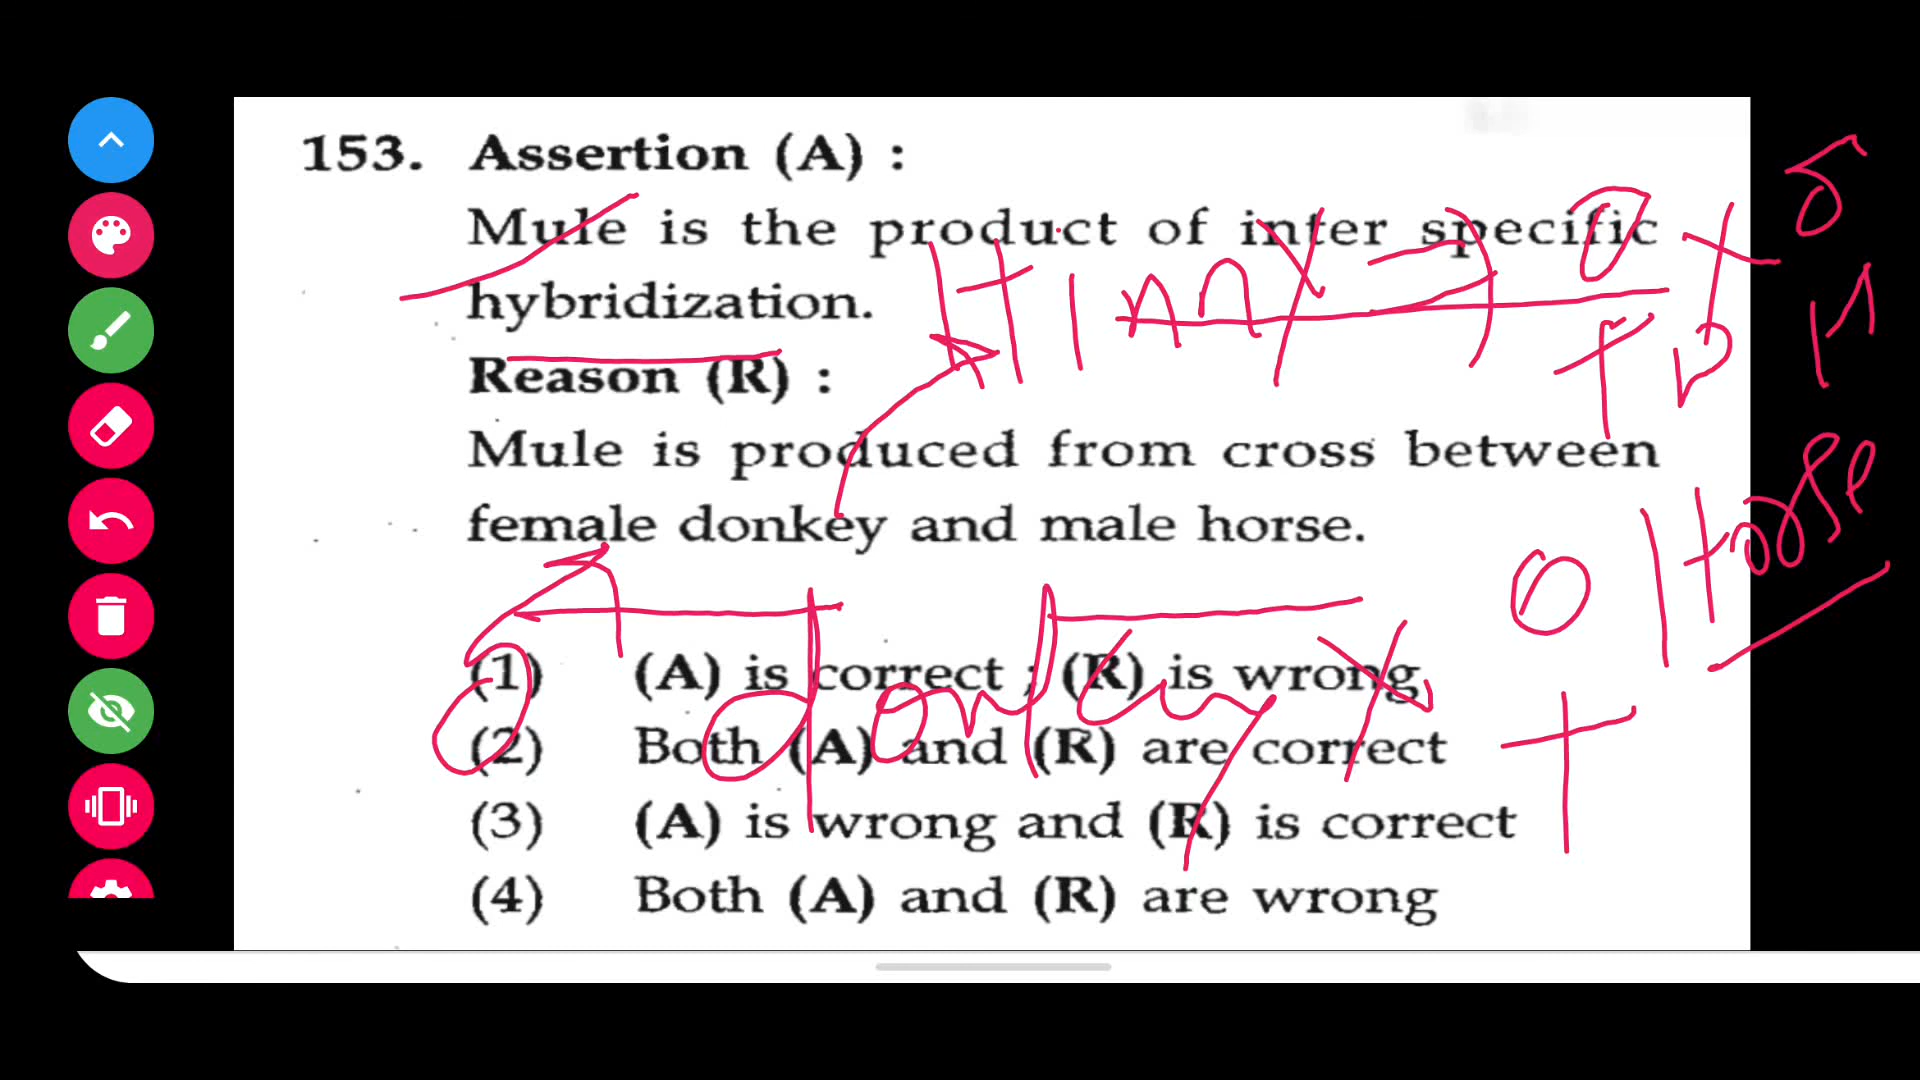 153. Assertion (A) :
Mule is the product of inter specific
hybridization.
Reason (R) :
Mule is produced from cross between
female donkey and male horse.
(1) (A) is correct ; (R) is wrong
(2) Both (A) and (R) are correct
(3) (A) is wrong and (R) is correct
(4) Both (A) and (R) are wrong
Hinny
♀
♂
D
H
♂ donkey X ♀ Horse